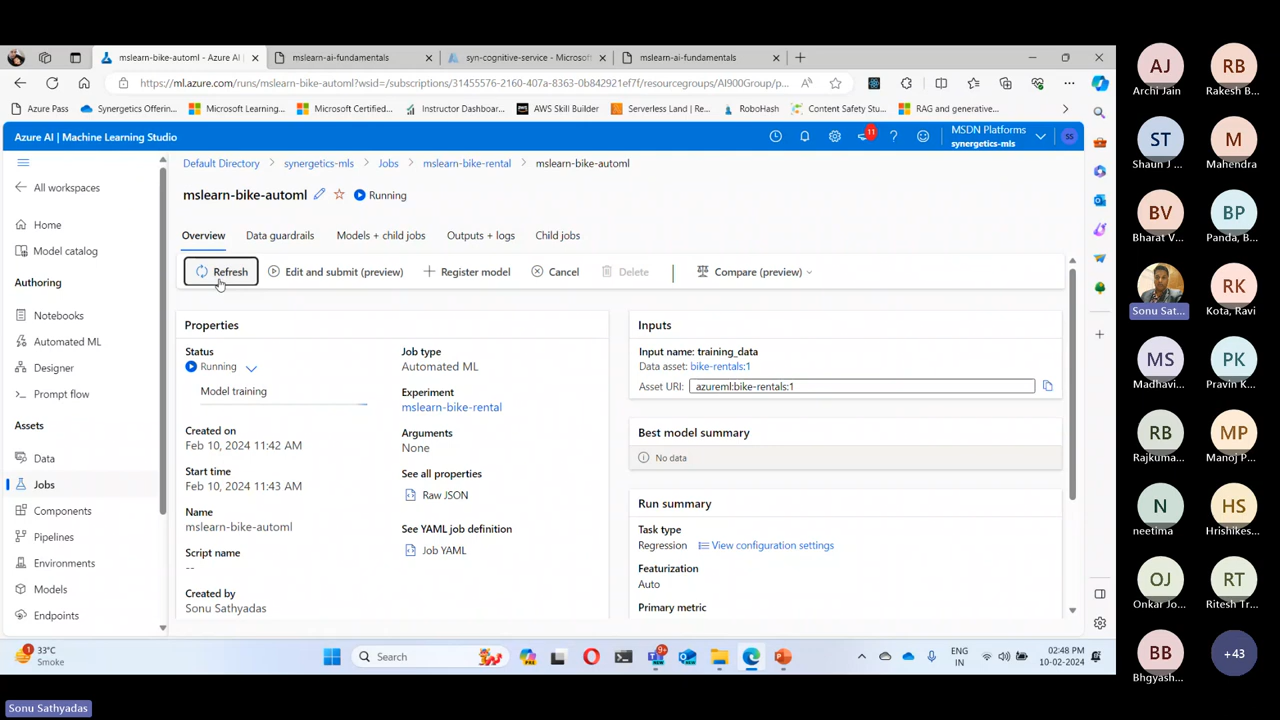 mslearn-bike-automl - Azure AI |
mslearn-ai-fundamentals
syn-cognitive-service - Microsoft
mslearn-ai-fundamentals
https://ml.azure.com/runs/mslearn-bike-automl?wsid=/subscriptions/31455576-2160-407a-8363-0b842921ef7f/resourcegroups/AI900Group/p...
Azure Pass
Synergetics Offering...
Microsoft Learning...
Microsoft Certified...
Instructor Dashboar...
AWS Skill Builder
Serverless Land | Re...
RoboHash
Content Safety Stu...
RAG and generative...
Azure AI | Machine Learning Studio
11
MSDN Platforms
synergetics-mls
SS
All workspaces
Home
Model catalog
Authoring
Notebooks
Automated ML
Designer
Prompt flow
Assets
Data
Jobs
Components
Pipelines
Environments
Models
Endpoints
Default Directory > synergetics-mls > Jobs > mslearn-bike-rental > mslearn-bike-automl
mslearn-bike-automl
Running
Overview
Data guardrails
Models + child jobs
Outputs + logs
Child jobs
Refresh
Edit and submit (preview)
Register model
Cancel
Delete
Compare (preview)
Properties
Status
Running
Model training
Created on
Feb 10, 2024 11:42 AM
Start time
Feb 10, 2024 11:43 AM
Name
mslearn-bike-automl
Script name
--
Created by
Sonu Sathyadas
Job type
Automated ML
Experiment
mslearn-bike-rental
Arguments
None
See all properties
Raw JSON
See YAML job definition
Job YAML
Inputs
Input name: training_data
Data asset: bike-rentals:1
Asset URI: azureml:bike-rentals:1
Best model summary
No data
Run summary
Task type
Regression
View configuration settings
Featurization
Auto
Primary metric
1
33°C
Smoke
Search
PRE
NEW
9+
NEW
ENG
IN
02:48 PM
10-02-2024
Sonu Sathyadas
AJ
Archi Jain
RB
Rakesh B...
ST
Shaun J ...
M
Mahendra
BV
Bharat V...
BP
Panda, B...
Sonu Sat...
RK
Kota, Ravi
MS
Madhavi...
PK
Pravin K...
RB
Rajkuma...
MP
Manoj P...
N
neetima
HS
Hrishikes...
OJ
Onkar Jo...
RT
Ritesh Tr...
BB
Bhgyash...
+43